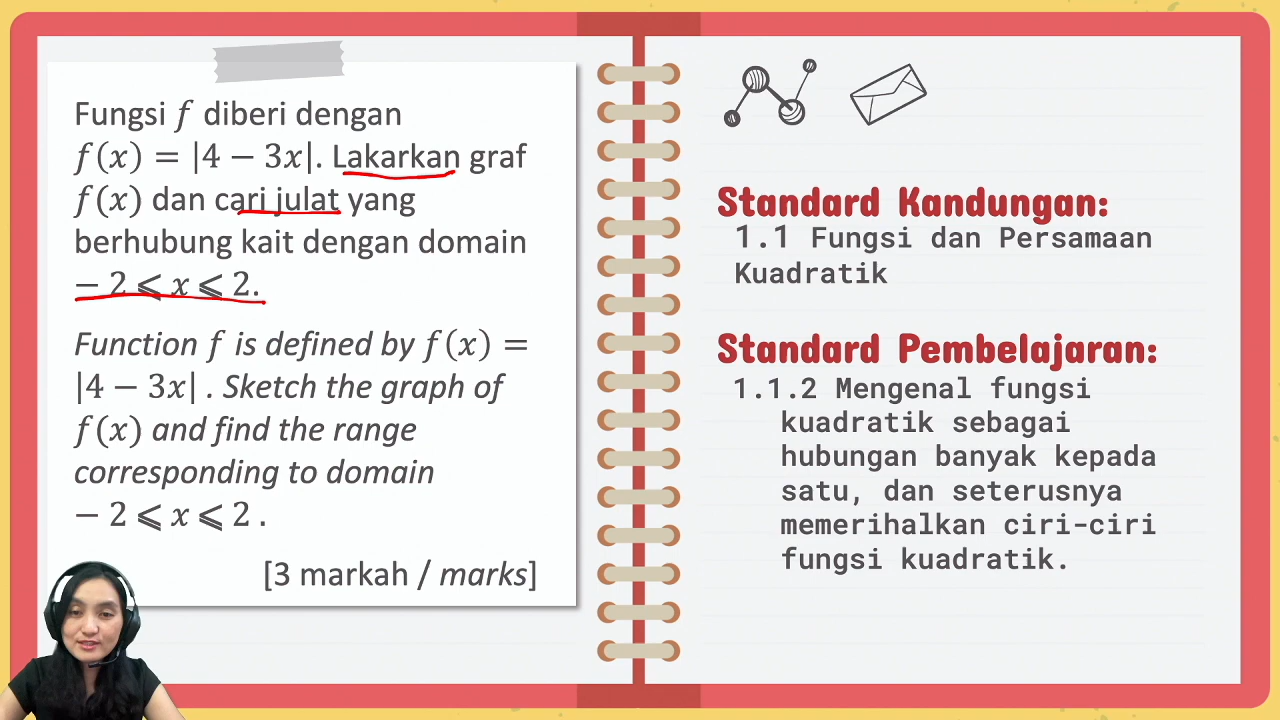 Fungsi f diberi dengan
f(x) = |4 − 3x|. Lakarkan graf
f(x) dan cari julat yang
berhubung kait dengan domain
− 2 ⩽ x ⩽ 2.
Function f is defined by f(x) =
|4 − 3x| . Sketch the graph of
f(x) and find the range
corresponding to domain
− 2 ⩽ x ⩽ 2 .
[3 markah / marks]
Standard Kandungan:
1.1 Fungsi dan Persamaan
Kuadratik
Standard Pembelajaran:
1.1.2 Mengenal fungsi
kuadratik sebagai
hubungan banyak kepada
satu, dan seterusnya
memerihalkan ciri-ciri
fungsi kuadratik.